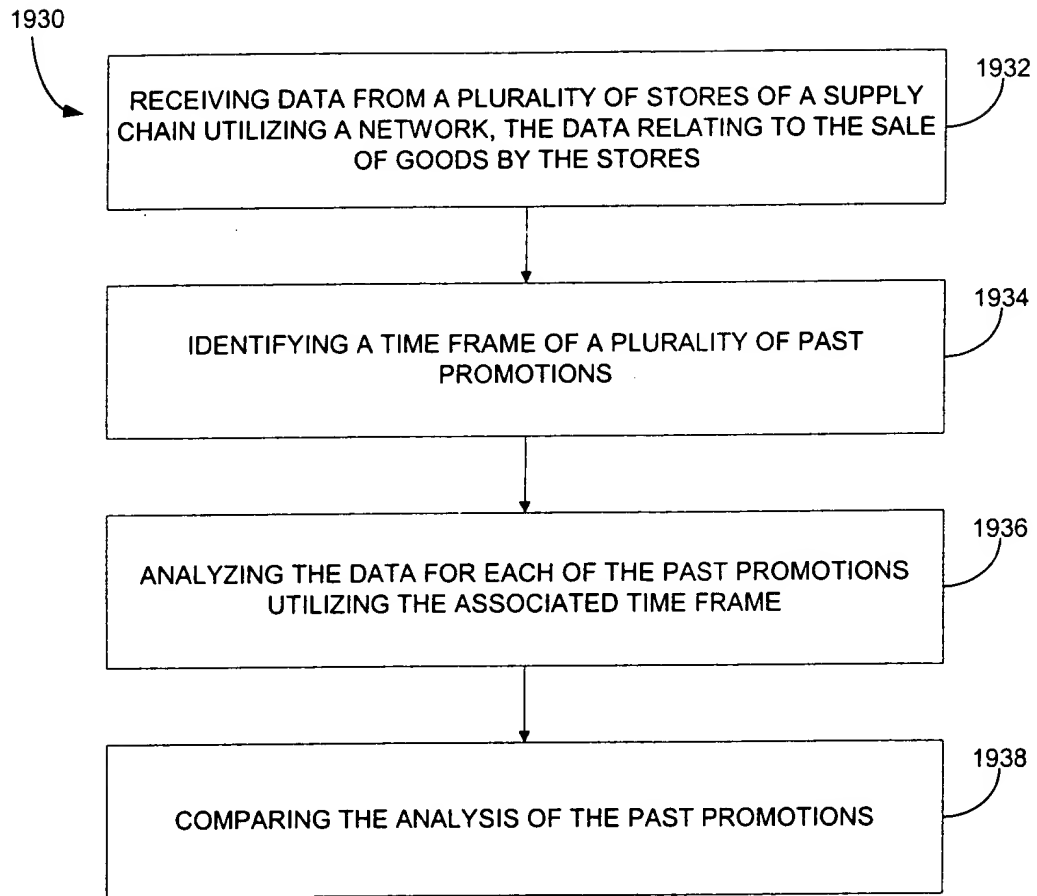 1930
1932
RECEIVING DATA FROM A PLURALITY OF STORES OF A SUPPLY
CHAIN UTILIZING A NETWORK, THE DATA RELATING TO THE SALE
OF GOODS BY THE STORES
1934
IDENTIFYING A TIME FRAME OF A PLURALITY OF PAST
PROMOTIONS
1936
ANALYZING THE DATA FOR EACH OF THE PAST PROMOTIONS
UTILIZING THE ASSOCIATED TIME FRAME
1938
COMPARING THE ANALYSIS OF THE PAST PROMOTIONS